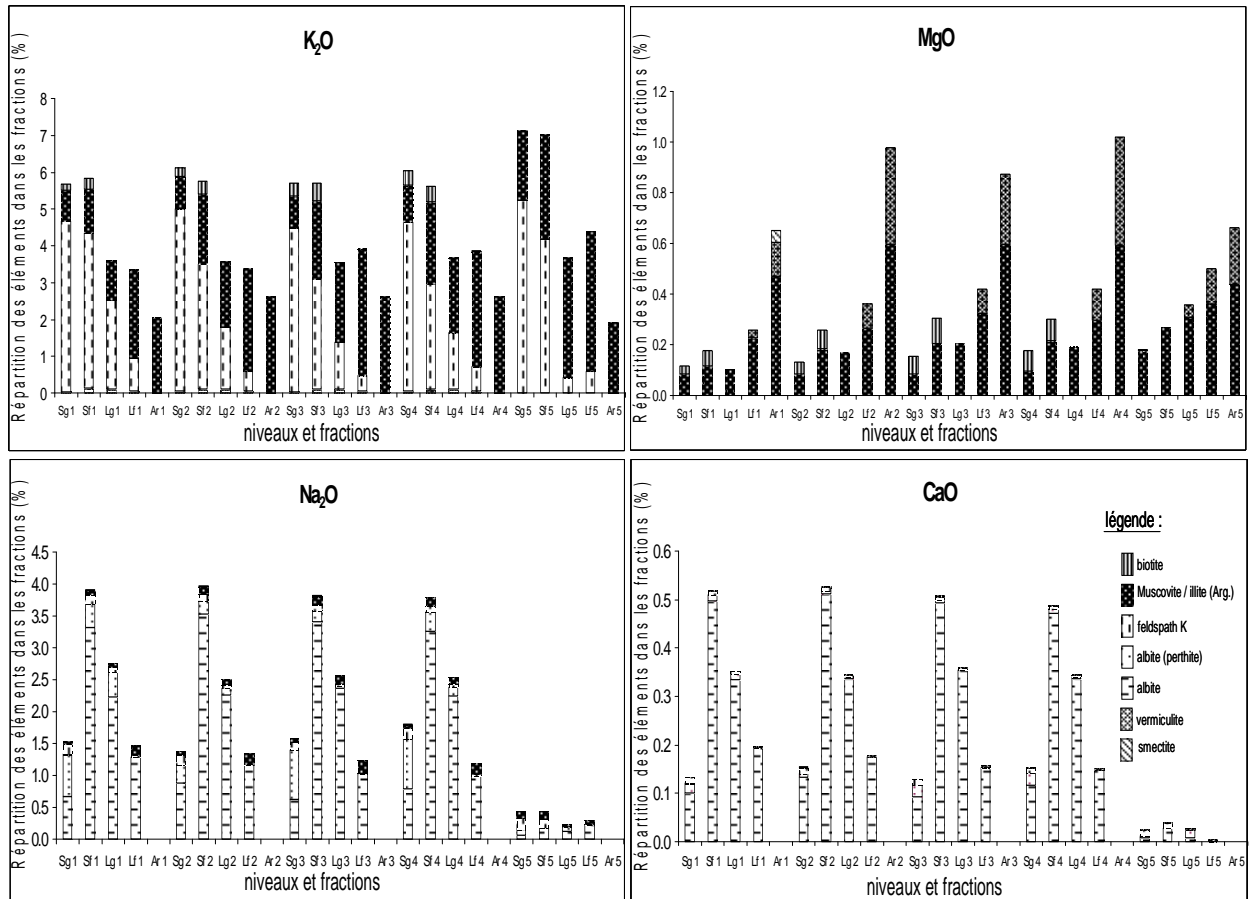 K₂O
Répartition des éléments dans les fractions (%)
8
7
6
5
4
3
2
1
0
Sg1 Sf1 Lg1 Lf1 Ar1 Sg2 Sf2 Lg2 Lf2 Ar2 Sg3 Sf3 Lg3 Lf3 Ar3 Sg4 Sf4 Lg4 Lf4 Ar4 Sg5 Sf5 Lg5 Lf5 Ar5
niveaux et fractions
MgO
Répartition des éléments dans les fractions (%)
1.2
1.0
0.8
0.6
0.4
0.2
0.0
Sg1 Sf1 Lg1 Lf1 Ar1 Sg2 Sf2 Lg2 Lf2 Ar2 Sg3 Sf3 Lg3 Lf3 Ar3 Sg4 Sf4 Lg4 Lf4 Ar4 Sg5 Sf5 Lg5 Lf5 Ar5
niveaux et fractions
Na₂O
Répartition des éléments dans les fractions (%)
4.5
4.0
3.5
3.0
2.5
2.0
1.5
1.0
0.5
0.0
Sg1 Sf1 Lg1 Lf1 Ar1 Sg2 Sf2 Lg2 Lf2 Ar2 Sg3 Sf3 Lg3 Lf3 Ar3 Sg4 Sf4 Lg4 Lf4 Ar4 Sg5 Sf5 Lg5 Lf5 Ar5
niveaux et fractions
CaO
Répartition des éléments dans les fractions (%)
0.6
0.5
0.4
0.3
0.2
0.1
0.0
Sg1 Sf1 Lg1 Lf1 Ar1 Sg2 Sf2 Lg2 Lf2 Ar2 Sg3 Sf3 Lg3 Lf3 Ar3 Sg4 Sf4 Lg4 Lf4 Ar4 Sg5 Sf5 Lg5 Lf5 Ar5
niveaux et fractions
légende :
biotite
Muscovite / illite (Arg.)
feldspath K
albite (perthite)
albite
vermiculite
smectite